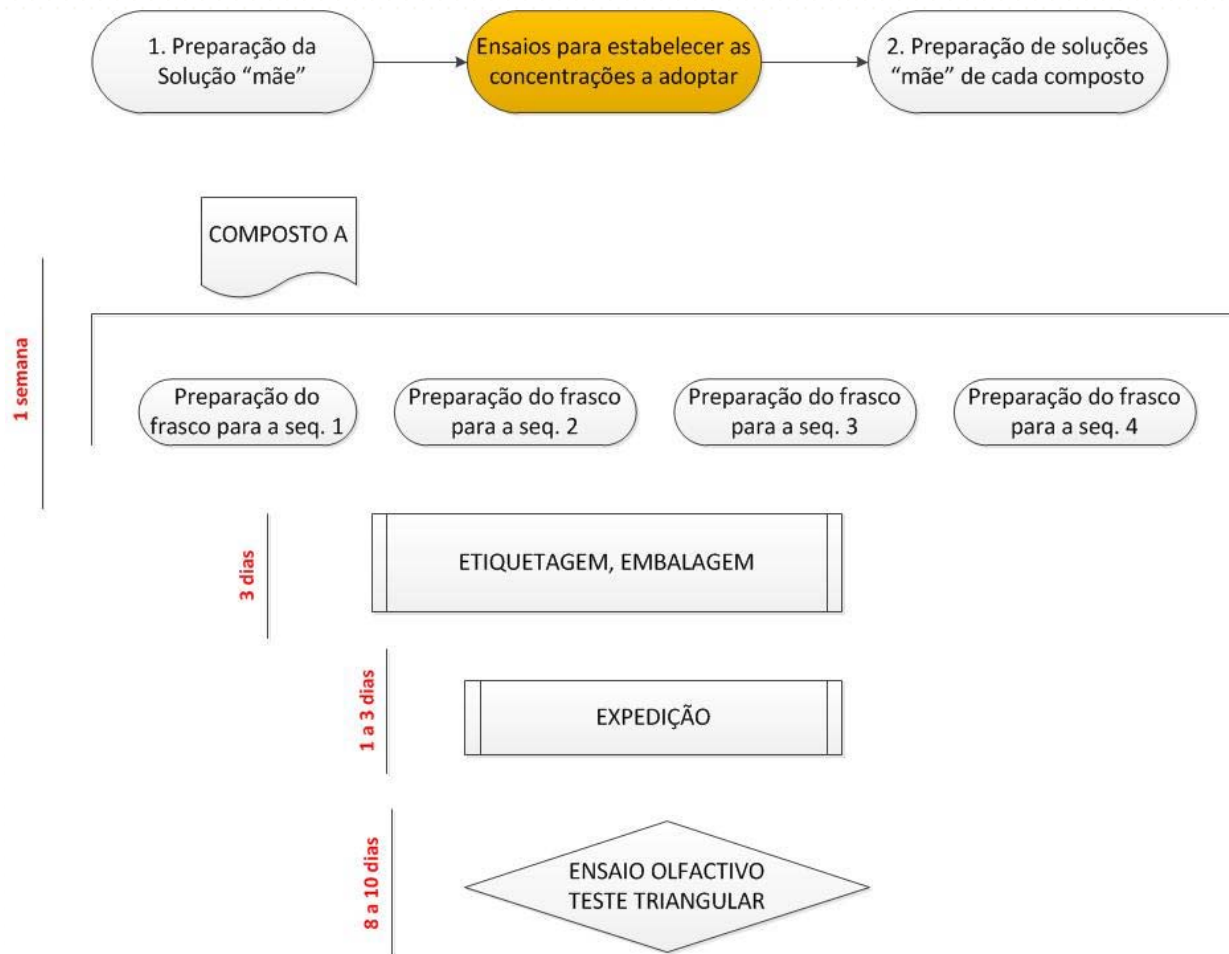 1. Preparação da
Solução “mãe”
Ensaios para estabelecer as
concentrações a adoptar
2. Preparação de soluções
“mãe” de cada composto
COMPOSTO A
1 semana
Preparação do
frasco para a seq. 1
Preparação do frasco
para a seq. 2
Preparação do frasco
para a seq. 3
Preparação do frasco
para a seq. 4
3 dias
ETIQUETAGEM, EMBALAGEM
1 a 3 dias
EXPEDIÇÃO
8 a 10 dias
ENSAIO OLFACTIVO
TESTE TRIANGULAR